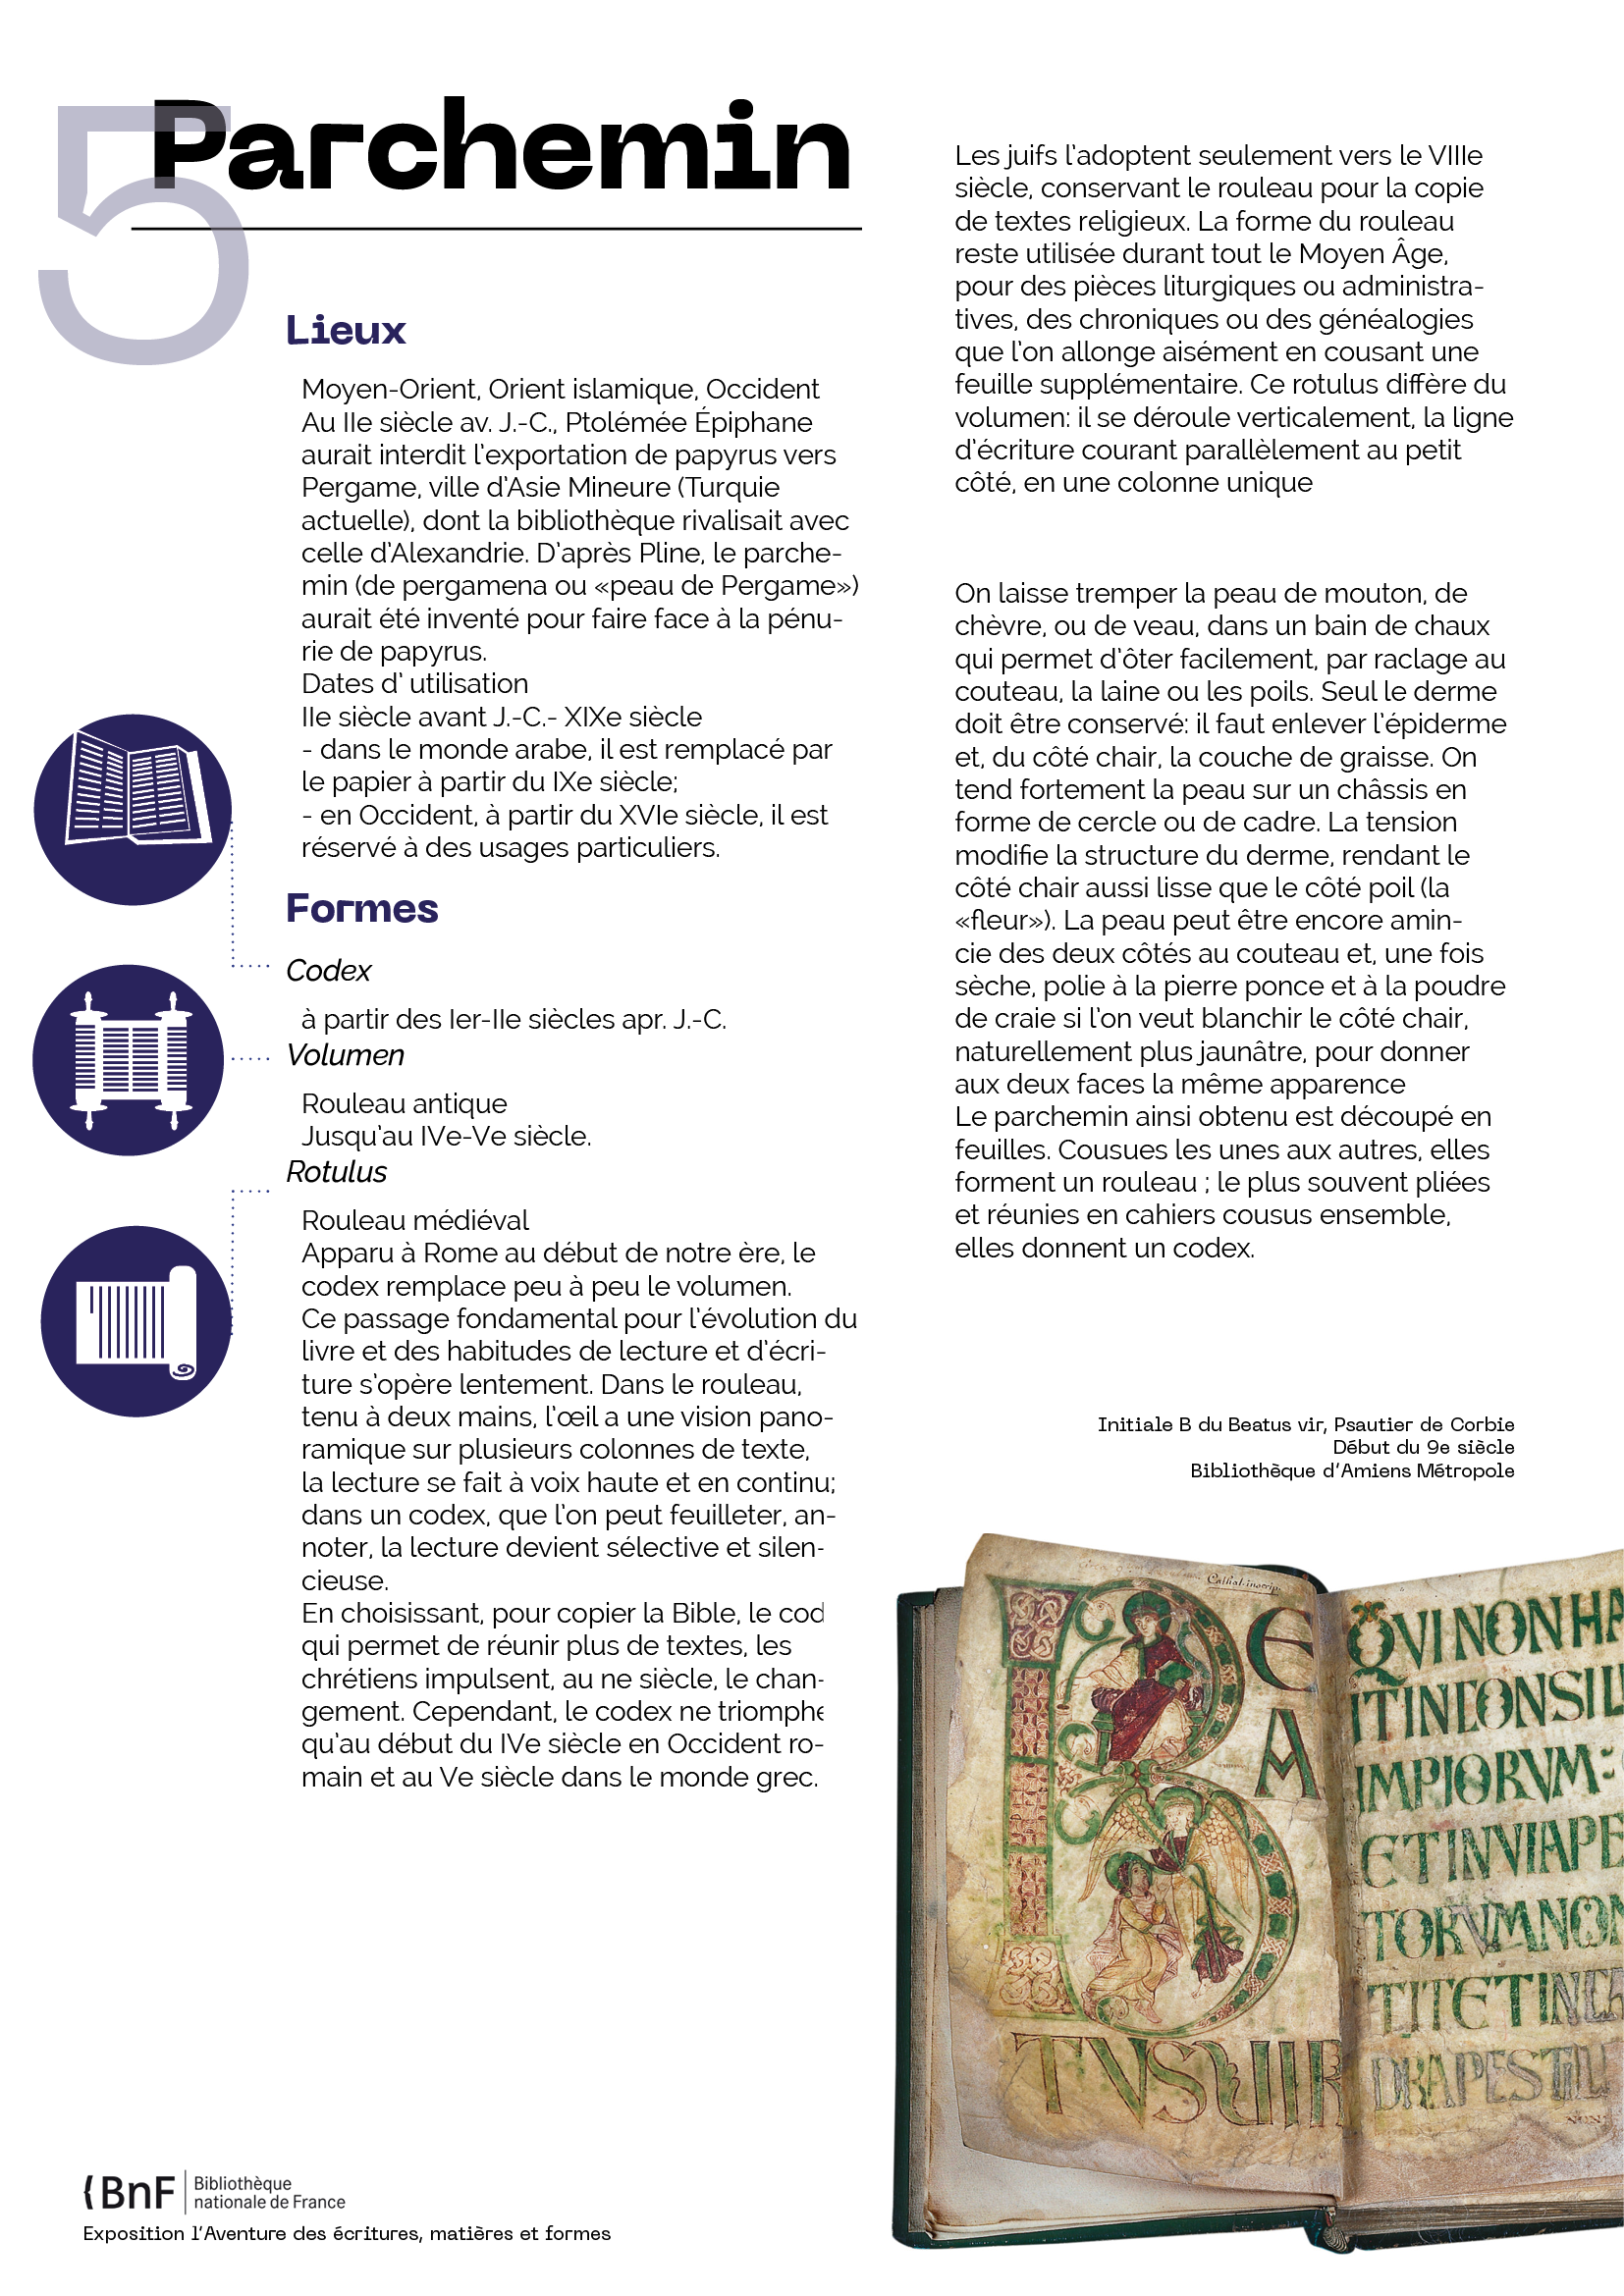 5
Parchemin
Lieux
Moyen-Orient, Orient islamique, Occident
Au IIe siècle av. J.-C., Ptolémée Épiphane
aurait interdit l'exportation de papyrus vers
Pergame, ville d'Asie Mineure (Turquie
actuelle), dont la bibliothèque rivalisait avec
celle d'Alexandrie. D'après Pline, le parche-
min (de pergamena ou «peau de Pergame»)
aurait été inventé pour faire face à la pénu-
rie de papyrus.
Dates d' utilisation
IIe siècle avant J.-C.- XIXe siècle
- dans le monde arabe, il est remplacé par
le papier à partir du IXe siècle;
- en Occident, à partir du XVIe siècle, il est
réservé à des usages particuliers.
Formes
Codex
à partir des Ier-IIe siècles apr. J.-C.
Volumen
Rouleau antique
Jusqu'au IVe-Ve siècle.
Rotulus
Rouleau médiéval
Apparu à Rome au début de notre ère, le
codex remplace peu à peu le volumen.
Ce passage fondamental pour l'évolution du
livre et des habitudes de lecture et d'écri-
ture s'opère lentement. Dans le rouleau,
tenu à deux mains, l'œil a une vision pano-
ramique sur plusieurs colonnes de texte,
la lecture se fait à voix haute et en continu;
dans un codex, que l'on peut feuilleter, an-
noter, la lecture devient sélective et silen-
cieuse.
En choisissant, pour copier la Bible, le cod
qui permet de réunir plus de textes, les
chrétiens impulsent, au ne siècle, le chan-
gement. Cependant, le codex ne triomphe
qu'au début du IVe siècle en Occident ro-
main et au Ve siècle dans le monde grec.
Les juifs l'adoptent seulement vers le VIIIe
siècle, conservant le rouleau pour la copie
de textes religieux. La forme du rouleau
reste utilisée durant tout le Moyen Âge,
pour des pièces liturgiques ou administra-
tives, des chroniques ou des généalogies
que l'on allonge aisément en cousant une
feuille supplémentaire. Ce rotulus diffère du
volumen: il se déroule verticalement, la ligne
d'écriture courant parallèlement au petit
côté, en une colonne unique
On laisse tremper la peau de mouton, de
chèvre, ou de veau, dans un bain de chaux
qui permet d'ôter facilement, par raclage au
couteau, la laine ou les poils. Seul le derme
doit être conservé: il faut enlever l'épiderme
et, du côté chair, la couche de graisse. On
tend fortement la peau sur un châssis en
forme de cercle ou de cadre. La tension
modifie la structure du derme, rendant le
côté chair aussi lisse que le côté poil (la
«fleur»). La peau peut être encore amin-
cie des deux côtés au couteau et, une fois
sèche, polie à la pierre ponce et à la poudre
de craie si l'on veut blanchir le côté chair,
naturellement plus jaunâtre, pour donner
aux deux faces la même apparence
Le parchemin ainsi obtenu est découpé en
feuilles. Cousues les unes aux autres, elles
forment un rouleau ; le plus souvent pliées
et réunies en cahiers cousus ensemble,
elles donnent un codex.
Initiale B du Beatus vir, Psautier de Corbie
Début du 9e siècle
Bibliothèque d'Amiens Métropole
B E
A
TVSVIR
QVI NON HA
IT IN CONSIL
IMPIORVM:
ET IN VIA PE
TORVM NON
TITET IN CA
DRA PESTILE
BnF
Bibliothèque
nationale de France
Exposition l'Aventure des écritures, matières et formes